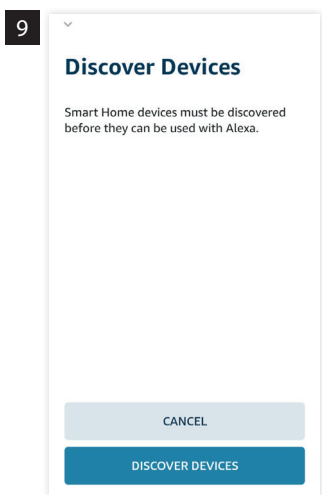 9
Discover Devices
Smart Home devices must be discovered
before they can be used with Alexa.
CANCEL
DISCOVER DEVICES